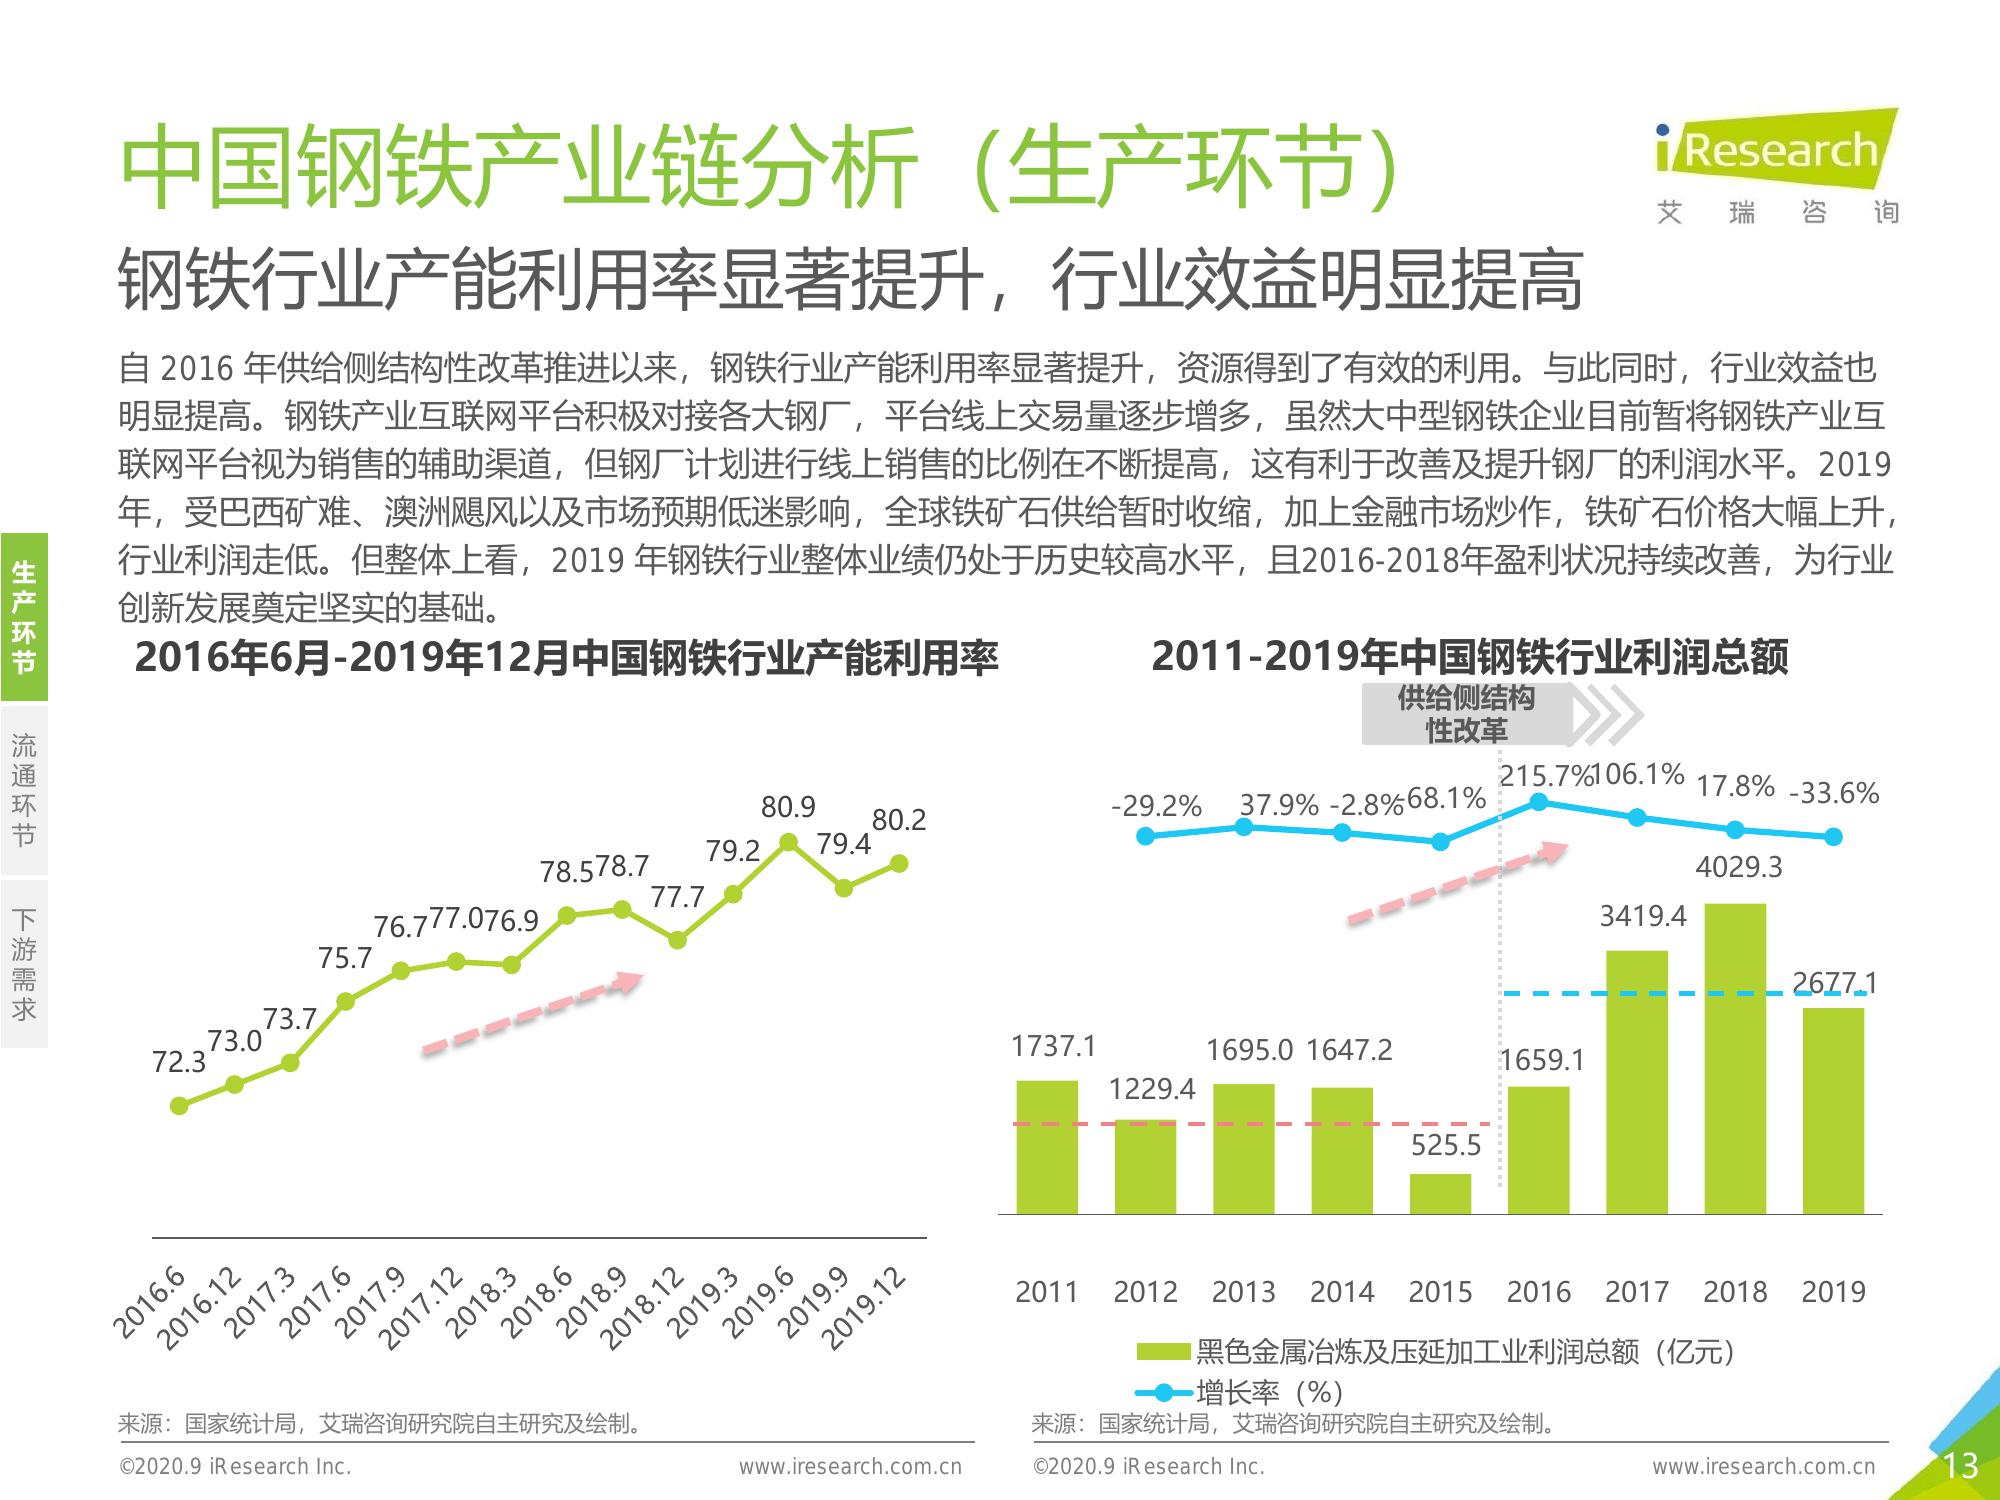 中国钢铁产业链分析（生产环节）
iResearch
艾瑞咨询
钢铁行业产能利用率显著提升，行业效益明显提高
自 2016 年供给侧结构性改革推进以来，钢铁行业产能利用率显著提升，资源得到了有效的利用。与此同时，行业效益也
明显提高。钢铁产业互联网平台积极对接各大钢厂，平台线上交易量逐步增多，虽然大中型钢铁企业目前暂将钢铁产业互
联网平台视为销售的辅助渠道，但钢厂计划进行线上销售的比例在不断提高，这有利于改善及提升钢厂的利润水平。2019
年，受巴西矿难、澳洲飓风以及市场预期低迷影响，全球铁矿石供给暂时收缩，加上金融市场炒作，铁矿石价格大幅上升，
行业利润走低。但整体上看，2019 年钢铁行业整体业绩仍处于历史较高水平，且2016-2018年盈利状况持续改善，为行业
创新发展奠定坚实的基础。
生产环节
流通环节
下游需求
2016年6月-2019年12月中国钢铁行业产能利用率
72.3 73.0 73.7 75.7 76.7 77.0 76.9 78.5 78.7 77.7 79.2 80.9 79.4 80.2
2016.6 2016.12 2017.3 2017.6 2017.9 2017.12 2018.3 2018.6 2018.9 2018.12 2019.3 2019.6 2019.9 2019.12
来源：国家统计局，艾瑞咨询研究院自主研究及绘制。
2011-2019年中国钢铁行业利润总额
供给侧结构
性改革
-29.2% 37.9% -2.8% -68.1% 215.7% 106.1% 17.8% -33.6%
1737.1 1229.4 1695.0 1647.2 525.5 1659.1 3419.4 4029.3 2677.1
2011 2012 2013 2014 2015 2016 2017 2018 2019
黑色金属冶炼及压延加工业利润总额（亿元）
增长率（%）
来源：国家统计局，艾瑞咨询研究院自主研究及绘制。
©2020.9 iResearch Inc. www.iresearch.com.cn
©2020.9 iResearch Inc. www.iresearch.com.cn
13